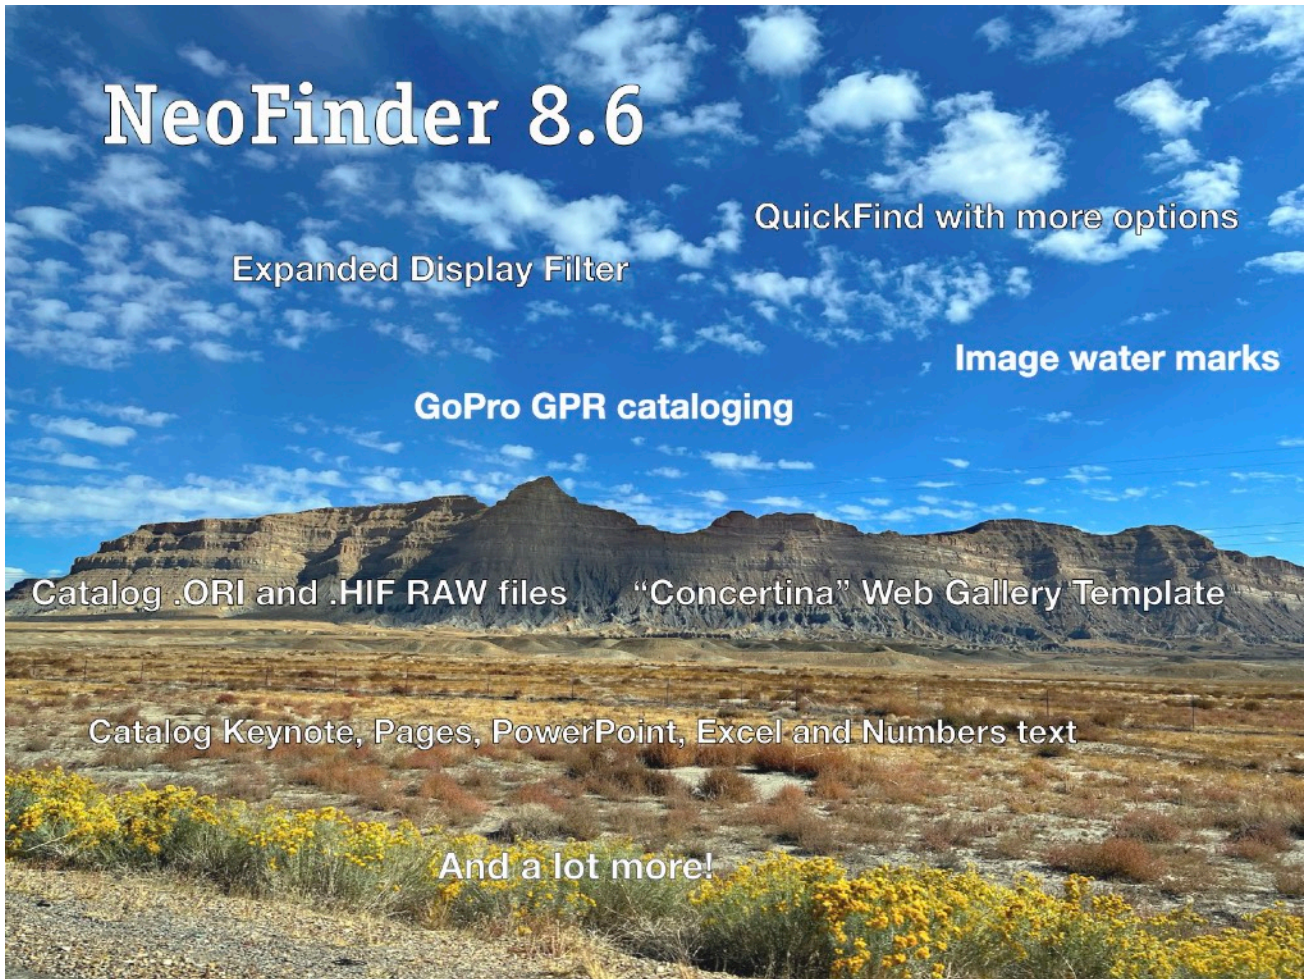 NeoFinder 8.6
QuickFind with more options
Expanded Display Filter
Image water marks
GoPro GPR cataloging
Catalog .ORI and .HIF RAW files
“Concertina” Web Gallery Template
Catalog Keynote, Pages, PowerPoint, Excel and Numbers text
And a lot more!